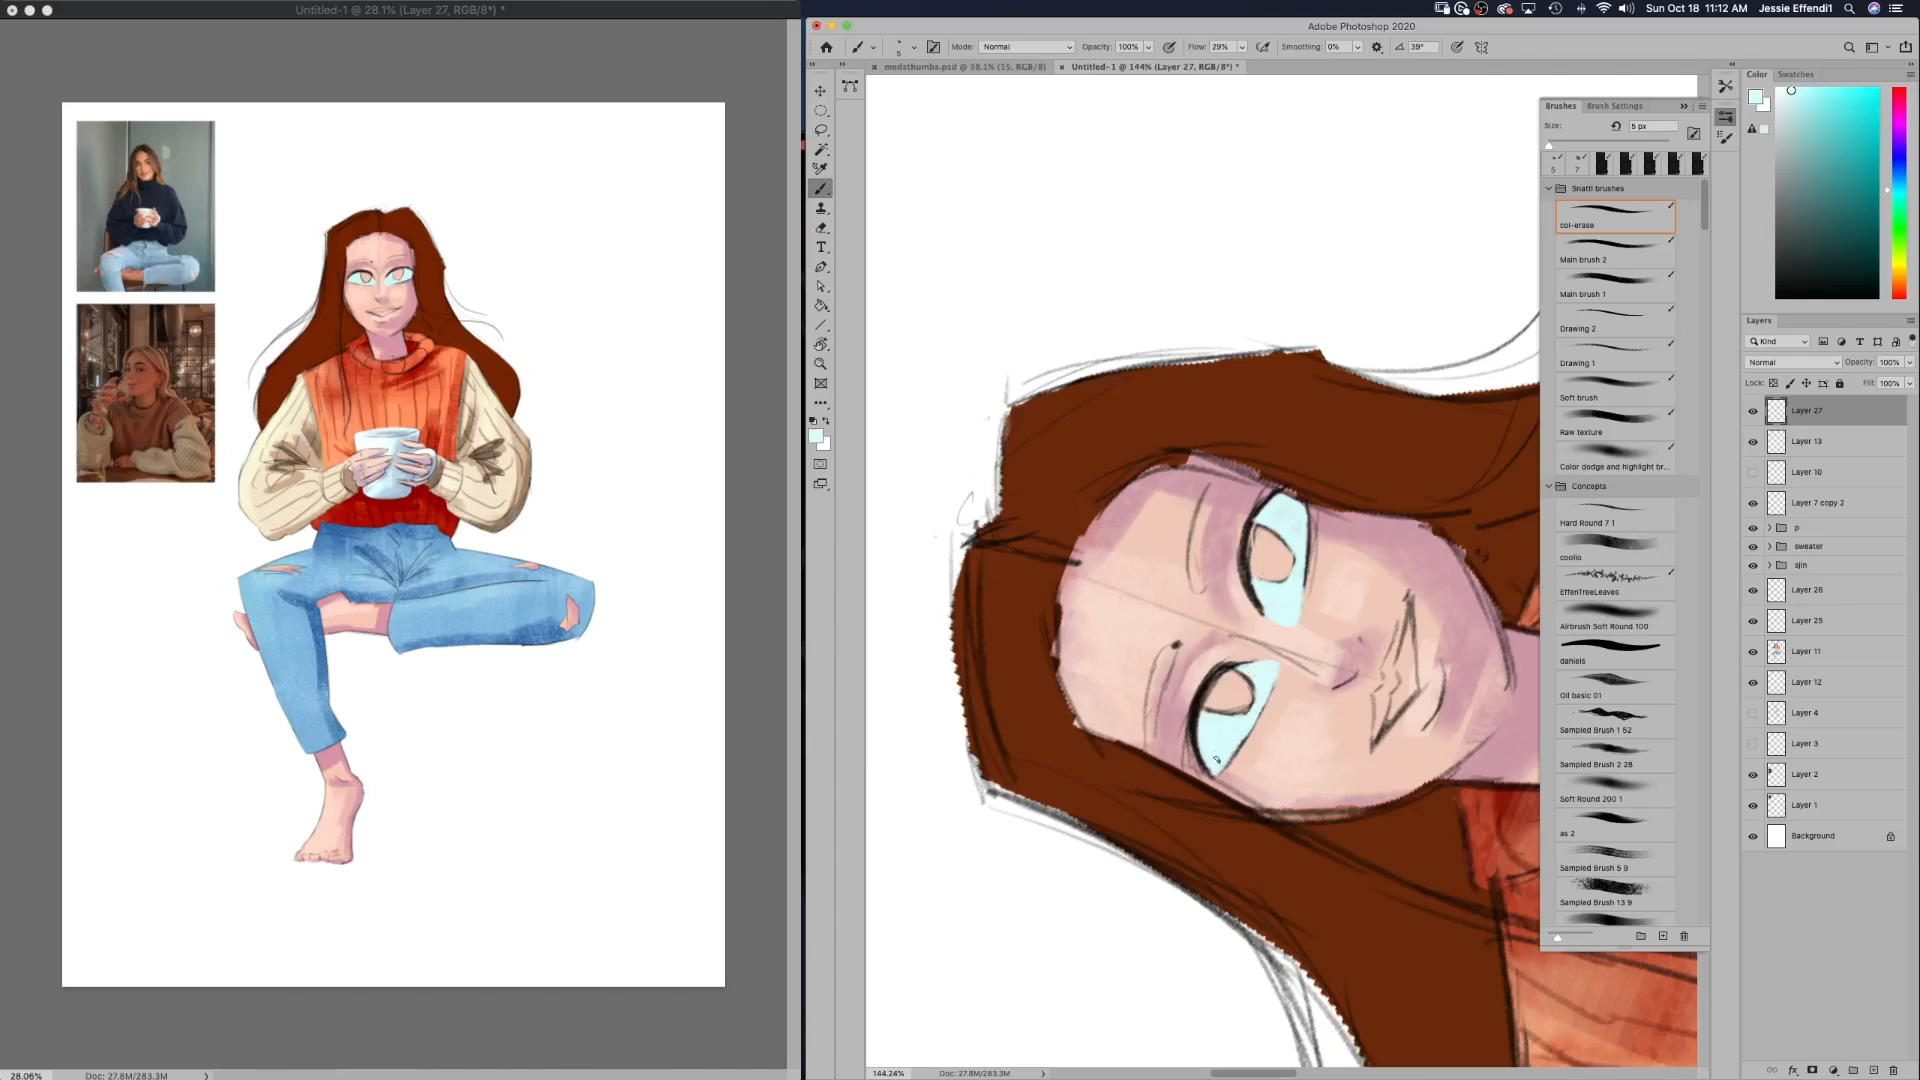 Untitled-1 @ 28.1% (Layer 27, RGB/8*) *
Sun Oct 18 11:12 AM Jessie Effendi1
Adobe Photoshop 2020
5 Mode: Normal Opacity: 100% Flow: 29% Smoothing: 0% 39°
medsthumbs.psd @ 38.1% (15, RGB/8) Untitled-1 @ 144% (Layer 27, RGB/8*) *
Color Swatches
Brushes Brush Settings
Size: 5 px
5 7
Snatti brushes
col-erase
Main brush 2
Main brush 1
Drawing 2
Drawing 1
Soft brush
Raw texture
Color dodge and highlight br...
Concepts
Hard Round 7 1
coolio
EffenTreeLeaves
Airbrush Soft Round 100
daniels
Oil basic 01
Sampled Brush 1 52
Sampled Brush 2 28
Soft Round 200 1
as 2
Sampled Brush 5 9
Sampled Brush 13 9
Layers
Kind
Normal Opacity: 100%
Lock: Fill: 100%
Layer 27
Layer 13
Layer 10
Layer 7 copy 2
p
sweater
sjin
Layer 26
Layer 25
Layer 11
Layer 12
Layer 4
Layer 3
Layer 2
Layer 1
Background
28.06% Doc: 27.8M/283.3M
144.24% Doc: 27.8M/283.3M